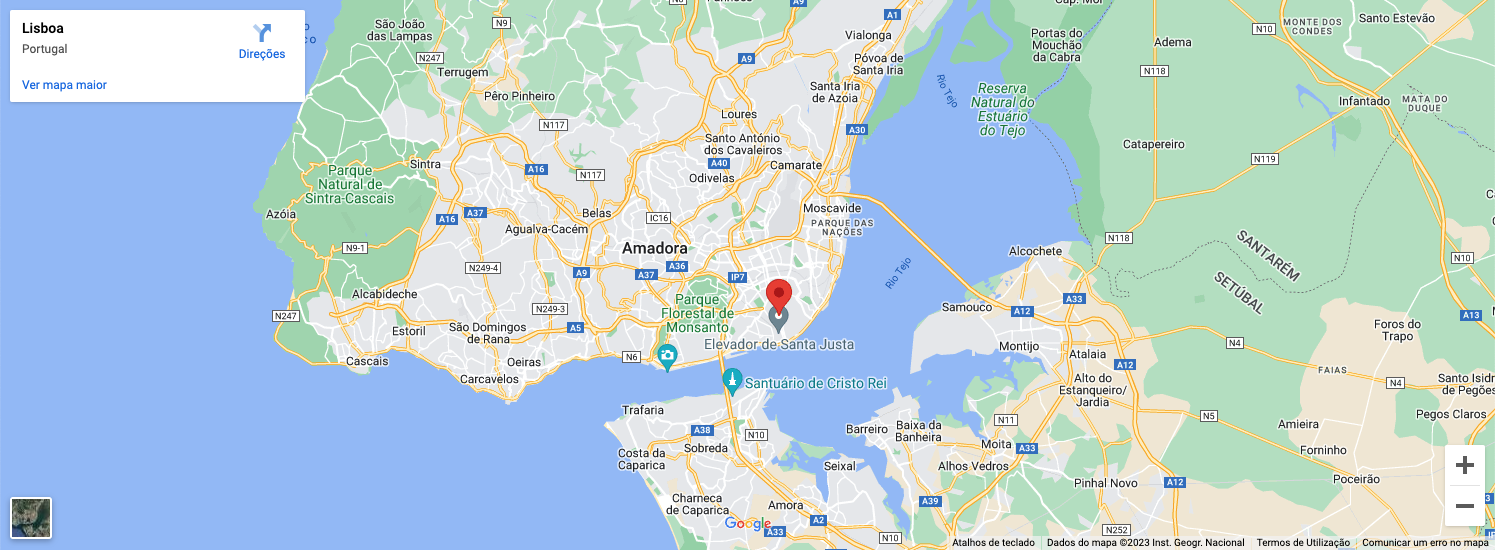 Lisboa
Portugal
Direções
Ver mapa maior
São João
das Lampas
N9
A9
A1
Vialonga
Póvoa de
Santa Iria
N247
Terrugem
A9
Santa Iria
de Azoia
Pêro Pinheiro
Rio Tejo
Reserva
Natural do
Estuário
do Tejo
Portas do
Mouchão
da Cabra
Adema
N118
N10
MONTE DOS
CONDES
Santo Estevão
Infantado
MATA DO
DUQUE
Loures
N117
A30
Santo António
dos Cavaleiros
Catapereiro
N119
Sintra
A16
A40
Camarate
N117
Odivelas
Parque
Natural de
Sintra-Cascais
Azóia
A16
A37
Belas
IC16
Moscavide
PARQUE DAS
NAÇÕES
Agualva-Cacém
N9-1
Amadora
N118
SANTARÉM
Alcochete
N249-4
A9
A37
A36
IP7
Rio Tejo
N10
SETÚBAL
Alcabideche
N249-3
Parque
Florestal de
Monsanto
A33
Samouco
A12
N247
Estoril
São Domingos
de Rana
A5
A13
Foros do
Trapo
Elevador de Santa Justa
Montijo
Atalaia
N4
Cascais
Oeiras
N6
A12
FAIAS
Carcavelos
Santuário de Cristo Rei
Alto do
Estanqueiro/
Jardia
N4
Santo Isidro
de Pegões
Trafaria
N5
Pegos Claros
A38
N10
Barreiro
Baixa da
Banheira
N11
Amieira
Sobreda
Moita
A33
Forninho
Costa da
Caparica
Seixal
Alhos Vedros
Pinhal Novo
A12
Poceirão
Charneca
de Caparica
Amora
A39
Google
A33
A2
N10
N252
Atalhos de teclado
Dados do mapa ©2023 Inst. Geogr. Nacional
Termos de Utilização
Comunicar um erro no mapa